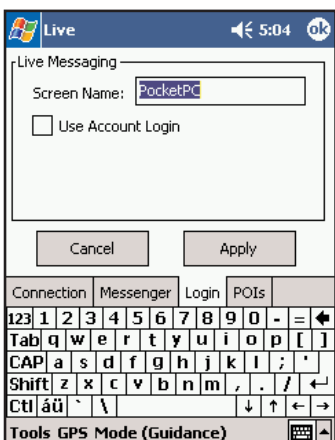 Live 5:04 ok
Live Messaging
Screen Name: PocketPC
Use Account Login
Cancel Apply
Connection Messenger Login POIs
123 1 2 3 4 5 6 7 8 9 0 - =
Tab q w e r t y u i o p [ ]
CAP a s d f g h j k l ; '
Shift z x c v b n m , . /
Ctl áü ` \
Tools GPS Mode (Guidance)